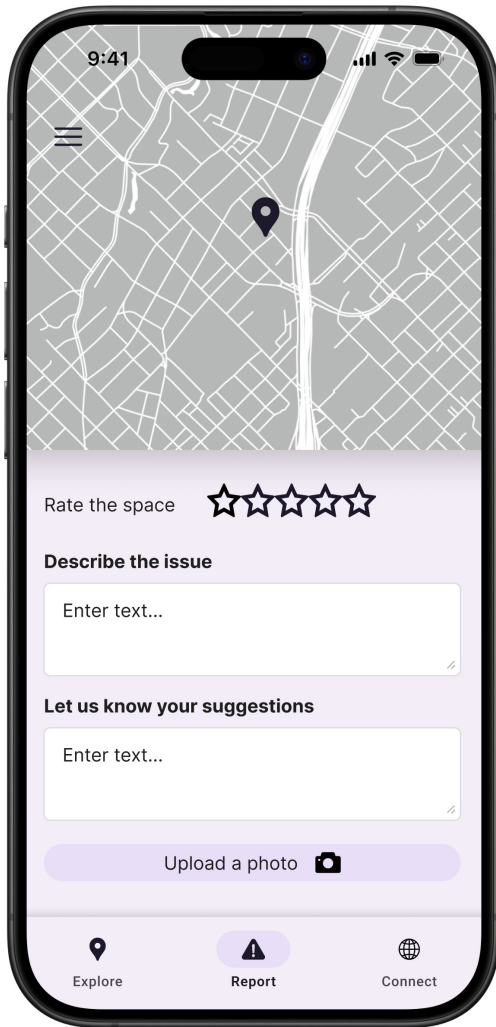 9:41
Rate the space
Describe the issue
Enter text...
Let us know your suggestions
Enter text...
Upload a photo
Explore
Report
Connect